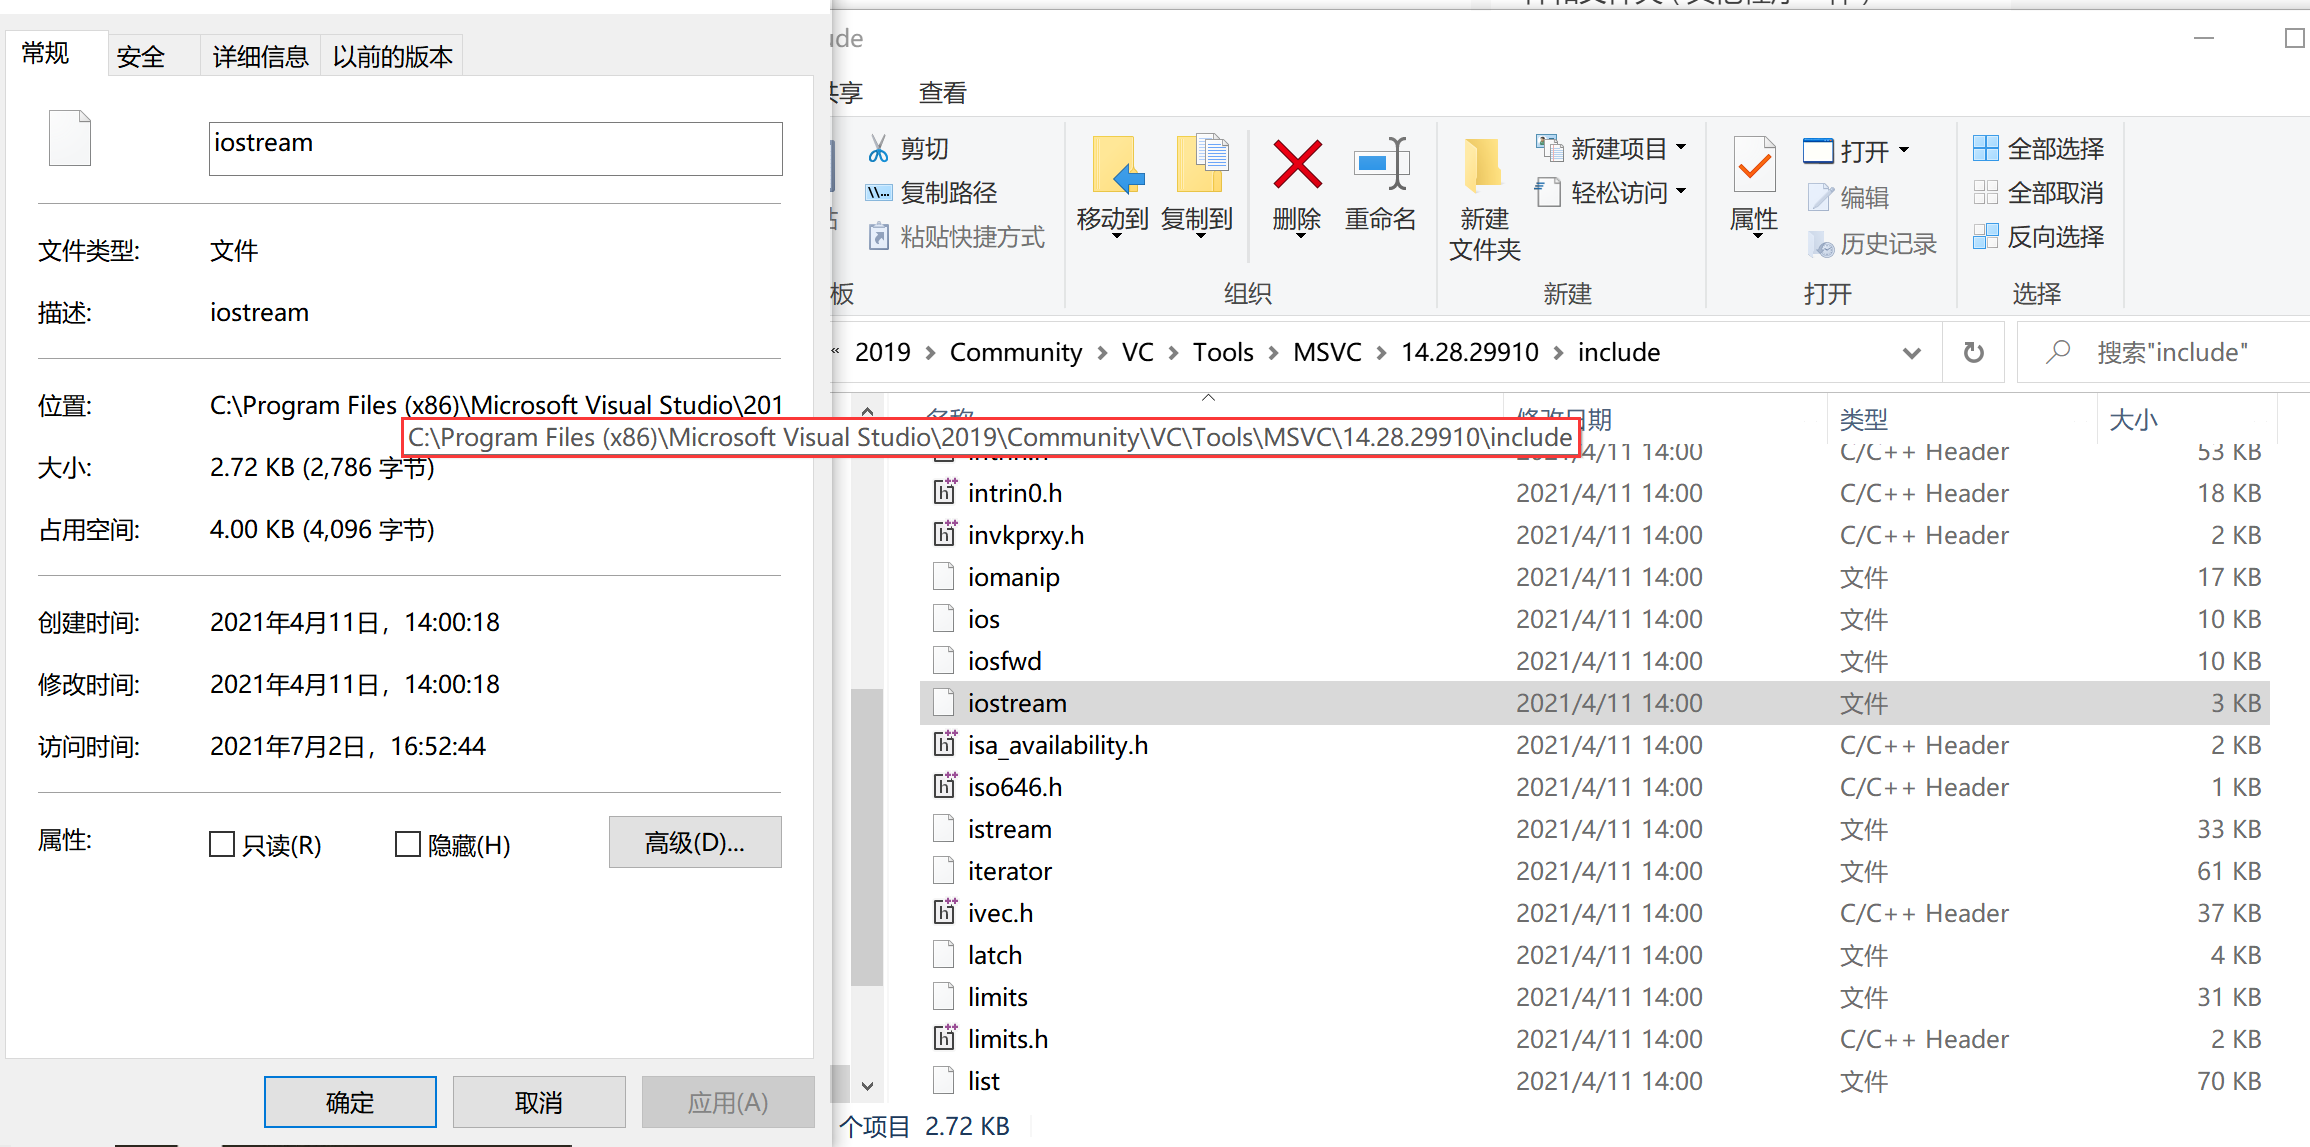 常规 安全 详细信息 以前的版本
iostream
文件类型: 文件
描述: iostream
位置: C:\Program Files (x86)\Microsoft Visual Studio\201
C:\Program Files (x86)\Microsoft Visual Studio\2019\Community\VC\Tools\MSVC\14.28.29910\include
大小: 2.72 KB (2,786 字节)
占用空间: 4.00 KB (4,096 字节)
创建时间: 2021年4月11日，14:00:18
修改时间: 2021年4月11日，14:00:18
访问时间: 2021年7月2日，16:52:44
属性: 只读(R) 隐藏(H) 高级(D)...
确定 取消 应用(A)
ude
共享 查看
剪切
复制路径
粘贴快捷方式
板
移动到 复制到 删除 重命名
组织
新建
文件夹
新建项目
轻松访问
新建
属性
打开
编辑
历史记录
打开
全部选择
全部取消
反向选择
选择
« 2019 › Community › VC › Tools › MSVC › 14.28.29910 › include
搜索"include"
名称 修改日期 类型 大小
intrin.h 2021/4/11 14:00 C/C++ Header 53 KB
intrin0.h 2021/4/11 14:00 C/C++ Header 18 KB
invkprxy.h 2021/4/11 14:00 C/C++ Header 2 KB
iomanip 2021/4/11 14:00 文件 17 KB
ios 2021/4/11 14:00 文件 10 KB
iosfwd 2021/4/11 14:00 文件 10 KB
iostream 2021/4/11 14:00 文件 3 KB
isa_availability.h 2021/4/11 14:00 C/C++ Header 2 KB
iso646.h 2021/4/11 14:00 C/C++ Header 1 KB
istream 2021/4/11 14:00 文件 33 KB
iterator 2021/4/11 14:00 文件 61 KB
ivec.h 2021/4/11 14:00 C/C++ Header 37 KB
latch 2021/4/11 14:00 文件 4 KB
limits 2021/4/11 14:00 文件 31 KB
limits.h 2021/4/11 14:00 C/C++ Header 2 KB
list 2021/4/11 14:00 文件 70 KB
个项目 2.72 KB